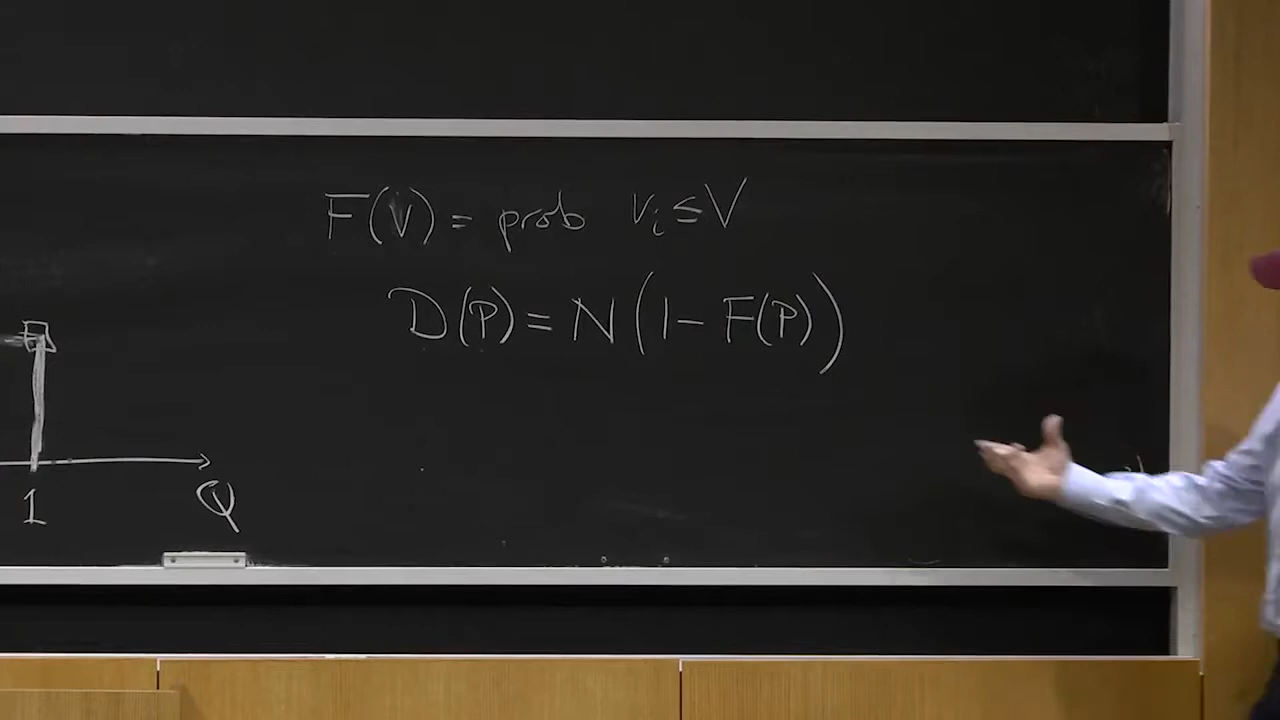 F(V) = prob vᵢ ≤ V
D(P) = N(1 - F(P))
1
Q